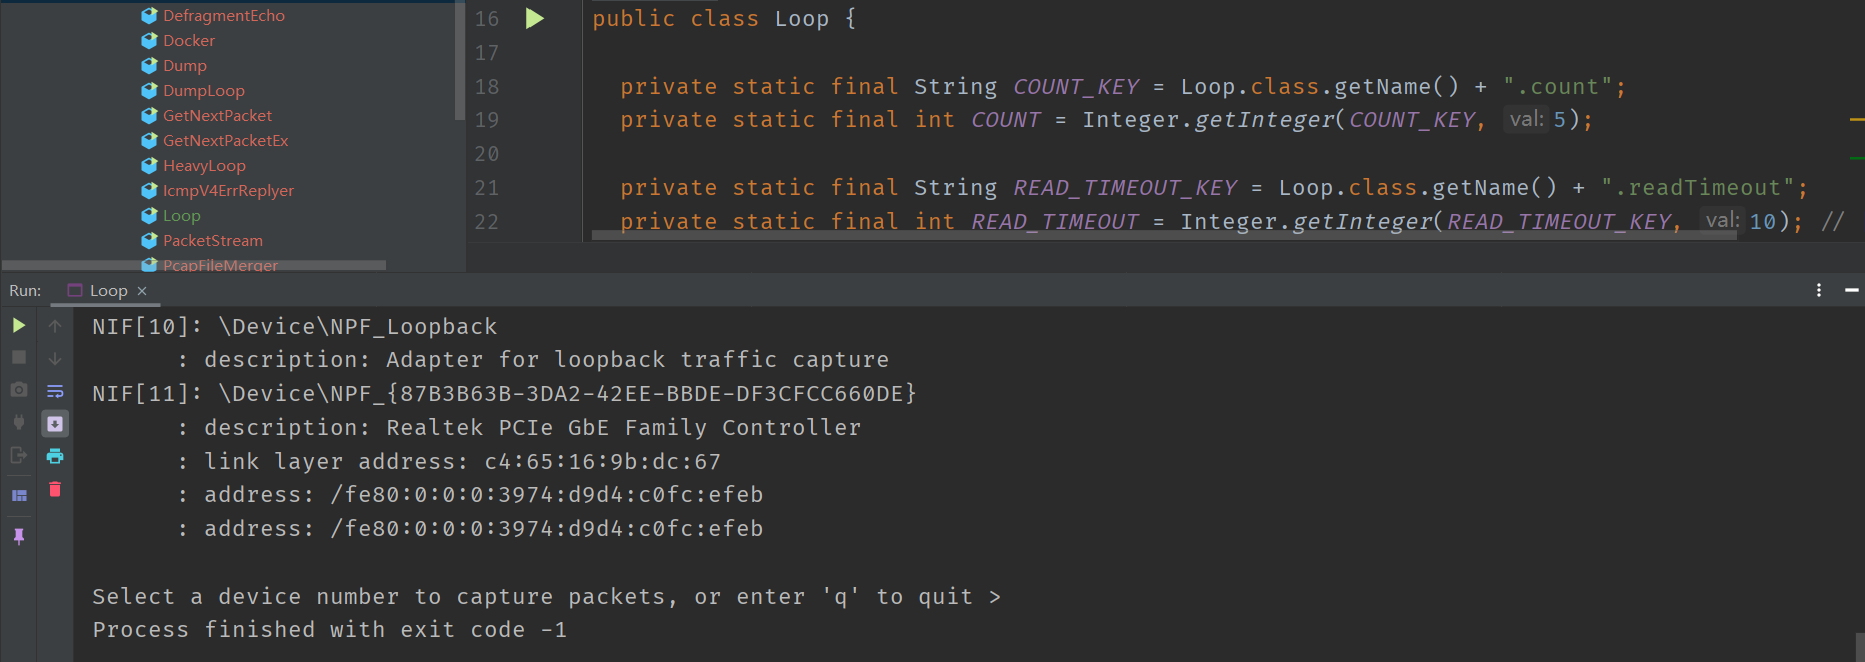 DefragmentEcho
Docker
Dump
DumpLoop
GetNextPacket
GetNextPacketEx
HeavyLoop
IcmpV4ErrReplyer
Loop
PacketStream
PcapFileMerger
16 public class Loop {
17
18 private static final String COUNT_KEY = Loop.class.getName() + ".count";
19 private static final int COUNT = Integer.getInteger(COUNT_KEY, val: 5);
20
21 private static final String READ_TIMEOUT_KEY = Loop.class.getName() + ".readTimeout";
22 private static final int READ_TIMEOUT = Integer.getInteger(READ_TIMEOUT_KEY, val: 10); //
Run: Loop ×
NIF[10]: \Device\NPF_Loopback
: description: Adapter for loopback traffic capture
NIF[11]: \Device\NPF_{87B3B63B-3DA2-42EE-BBDE-DF3CFCC660DE}
: description: Realtek PCIe GbE Family Controller
: link layer address: c4:65:16:9b:dc:67
: address: /fe80:0:0:0:3974:d9d4:c0fc:efeb
: address: /fe80:0:0:0:3974:d9d4:c0fc:efeb
Select a device number to capture packets, or enter 'q' to quit >
Process finished with exit code -1